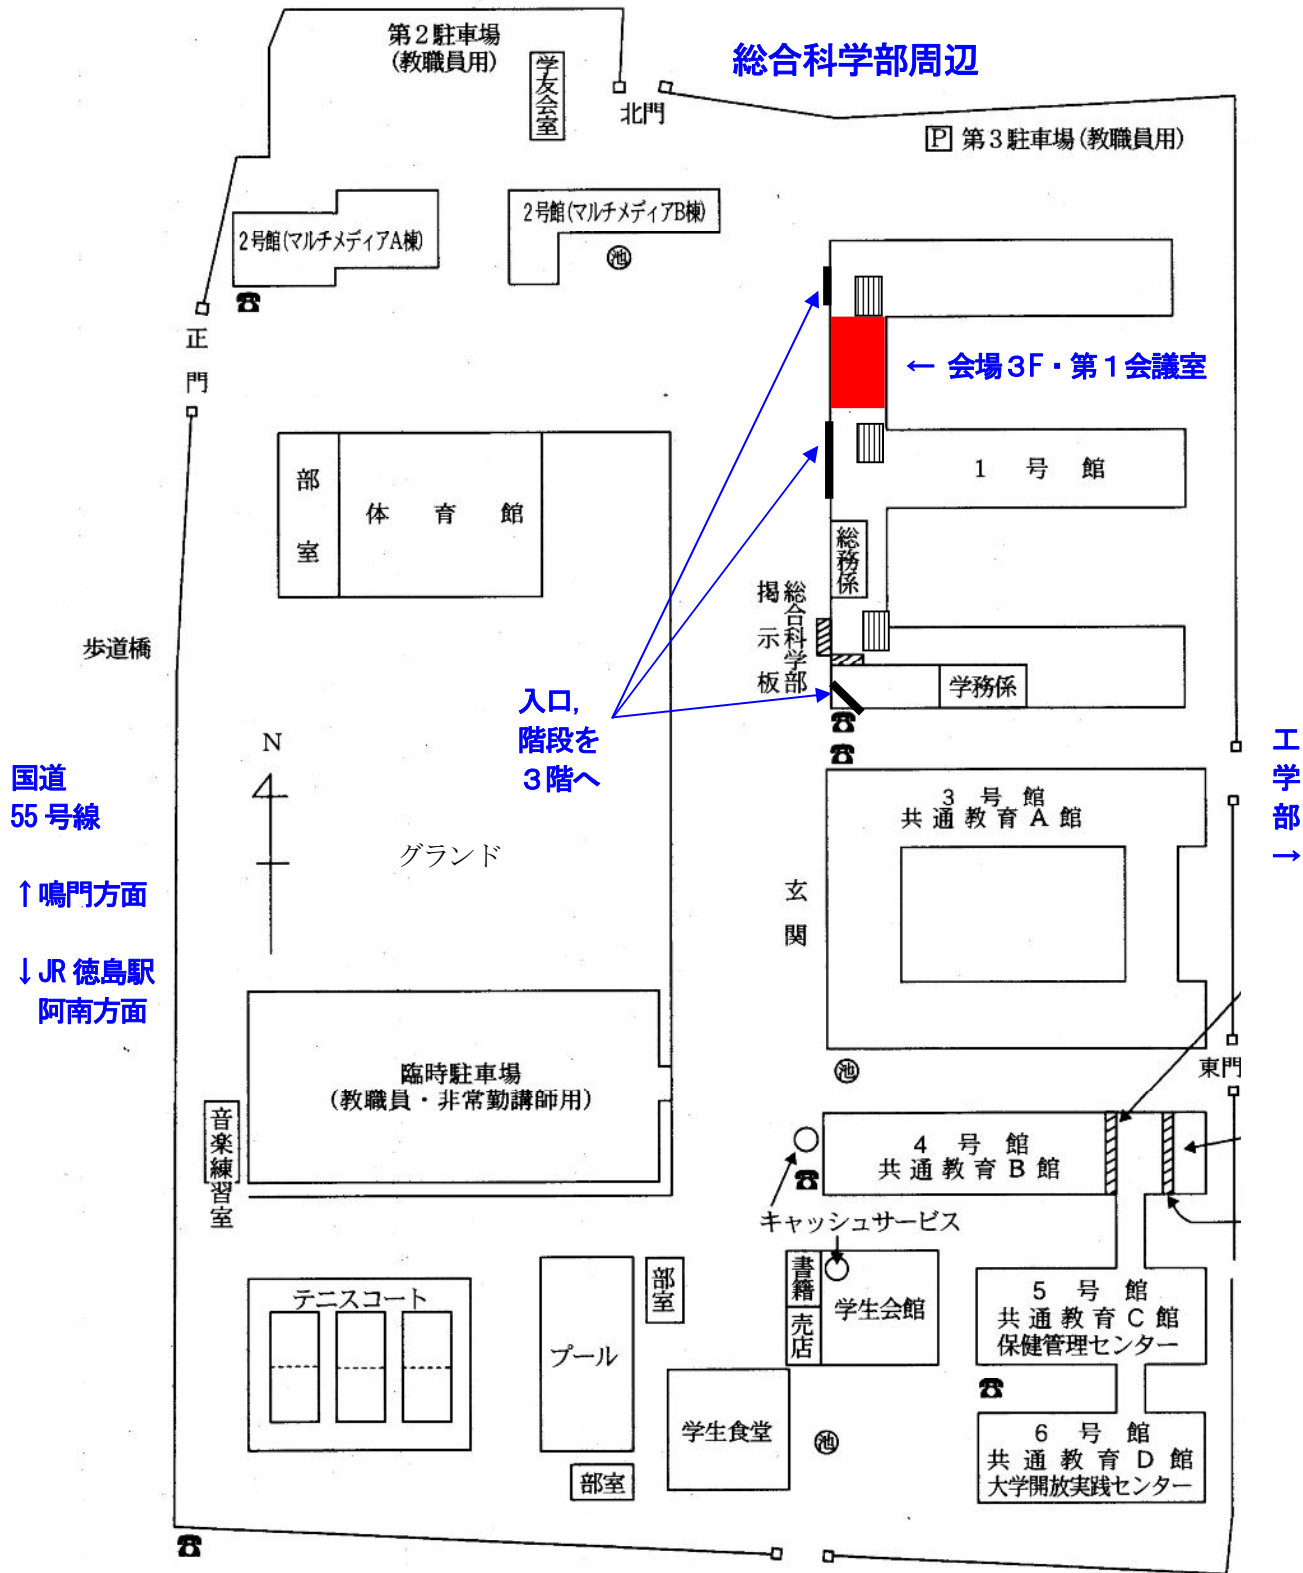 第2駐車場
(教職員用)
学友会室
総合科学部周辺
北門
P 第3駐車場(教職員用)
2号館(マルチメディアA棟)
2号館(マルチメディアB棟)
池
正門
← 会場3F・第1会議室
部室
体育館
1号館
総務係
総合科学部
掲示板
歩道橋
学務係
入口,
階段を
3階へ
N
国道
55号線
↑鳴門方面
↓JR徳島駅
阿南方面
グランド
工学部→
3号館
共通教育A館
玄関
臨時駐車場
(教職員・非常勤講師用)
池
東門
音楽練習室
4号館
共通教育B館
キャッシュサービス
テニスコート
プール
部室
書籍
売店
学生会館
5号館
共通教育C館
保健管理センター
学生食堂
池
部室
6号館
共通教育D館
大学開放実践センター